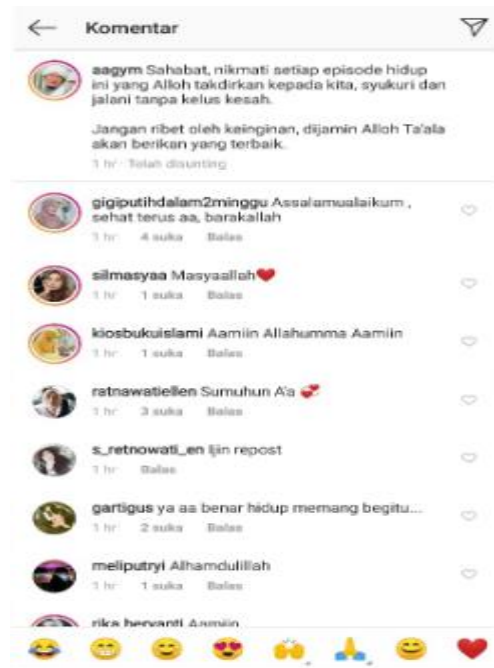 Komentar
aagym Sahabat, nikmati setiap episode hidup
ini yang Alloh takdirkan kepada kita, syukuri dan
jalani tanpa kelus kesah.
Jangan ribet oleh keinginan, dijamin Alloh Ta'ala
akan berikan yang terbaik.
1 hr · Telah disunting
gigiputihdalam2minggu Assalamualaikum ,
sehat terus aa, barakallah
1 hr 4 suka Balas
silmasyaa Masyaallah❤️
1 hr 1 suka Balas
kiosbukuislami Aamiin Allahumma Aamiin
1 hr 1 suka Balas
ratnawatiellen Sumuhun A'a 💞
1 hr 3 suka Balas
s_retnowati_en Ijin repost
1 hr Balas
gartigus ya aa benar hidup memang begitu...
1 hr 2 suka Balas
meliputryi Alhamdulillah
1 hr 1 suka Balas
rika heryanti Aamiin